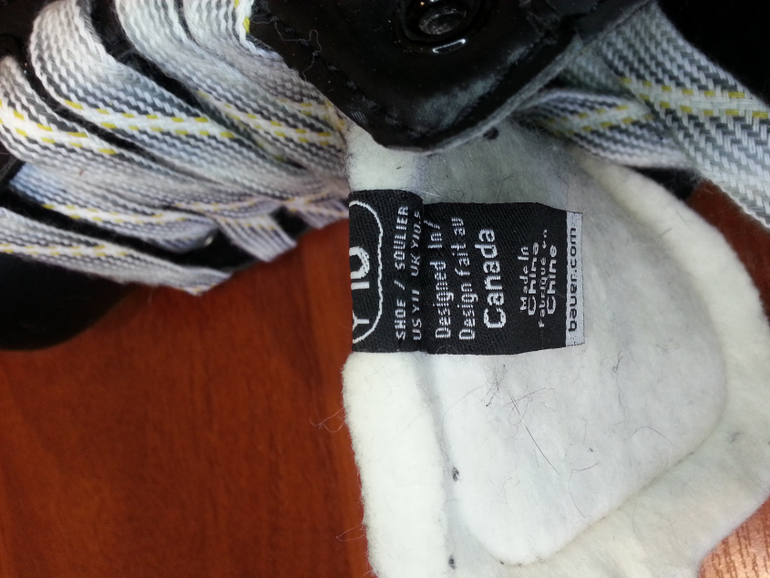 Y 10
SHOE / SOULIER
US Y11 UK Y10.5
Designed in/
Design fait au
Canada
Made in
China
Fabriqué en
Chine
bauer.com